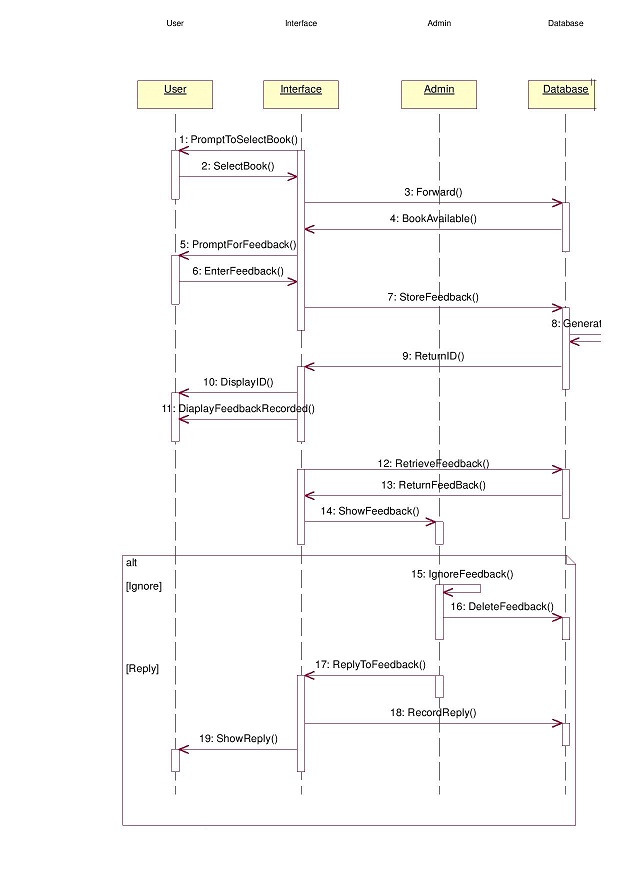 User Interface Admin Database
User Interface Admin Database
1: PromptToSelectBook()
2: SelectBook()
3: Forward()
4: BookAvailable()
5: PromptForFeedback()
6: EnterFeedback()
7: StoreFeedback()
8: Generat
9: ReturnID()
10: DisplayID()
11: DiaplayFeedbackRecorded()
12: RetrieveFeedback()
13: ReturnFeedBack()
14: ShowFeedback()
alt
15: IgnoreFeedback()
[Ignore]
16: DeleteFeedback()
17: ReplyToFeedback()
[Reply]
18: RecordReply()
19: ShowReply()